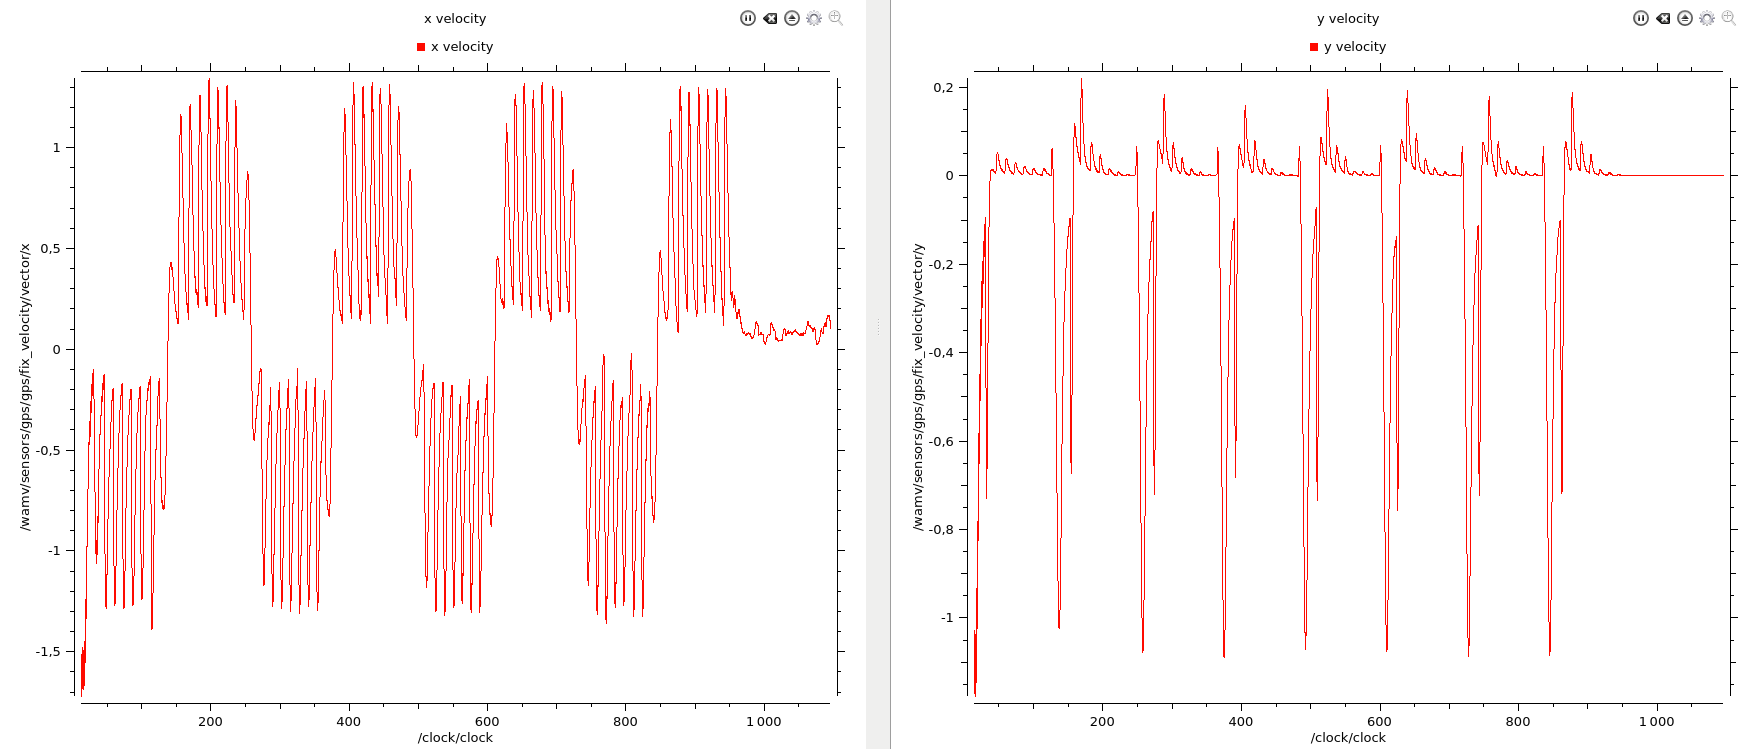 x velocity
x velocity
1
0,5
0
-0,5
-1
-1,5
/wamv/sensors/gps/gps/fix_velocity/vector/x
200
400
600
800
1 000
/clock/clock
y velocity
y velocity
0,2
0
-0,2
-0,4
-0,6
-0,8
-1
/wamv/sensors/gps/gps/fix_velocity/vector/y
200
400
600
800
1 000
/clock/clock